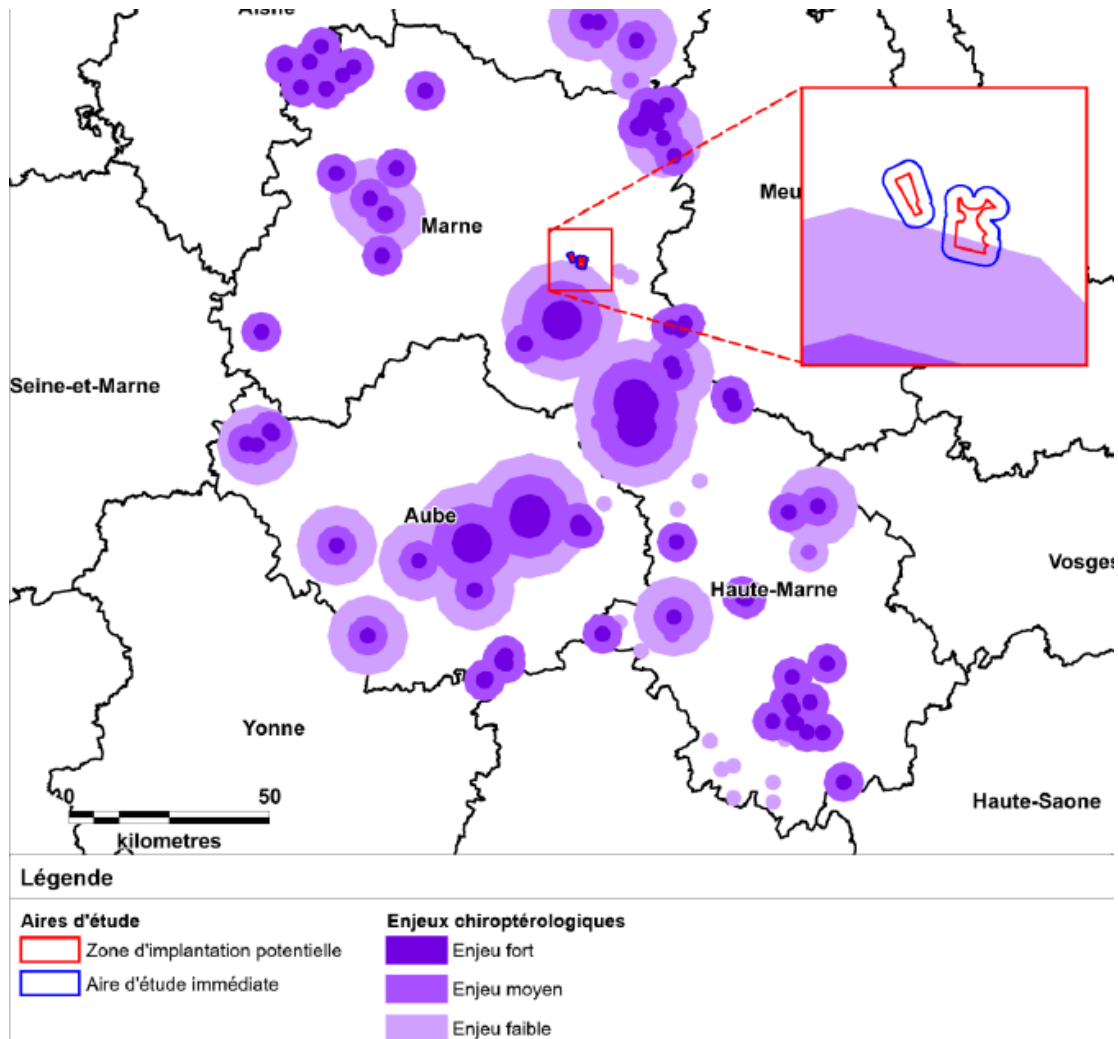 Marne
Meu
Seine-et-Marne
Aube
Vosges
Haute-Marne
Yonne
Haute-Saone
0 50
kilometres
Légende
Aires d'étude
Zone d'implantation potentielle
Aire d'étude immédiate
Enjeux chiroptérologiques
Enjeu fort
Enjeu moyen
Enjeu faible